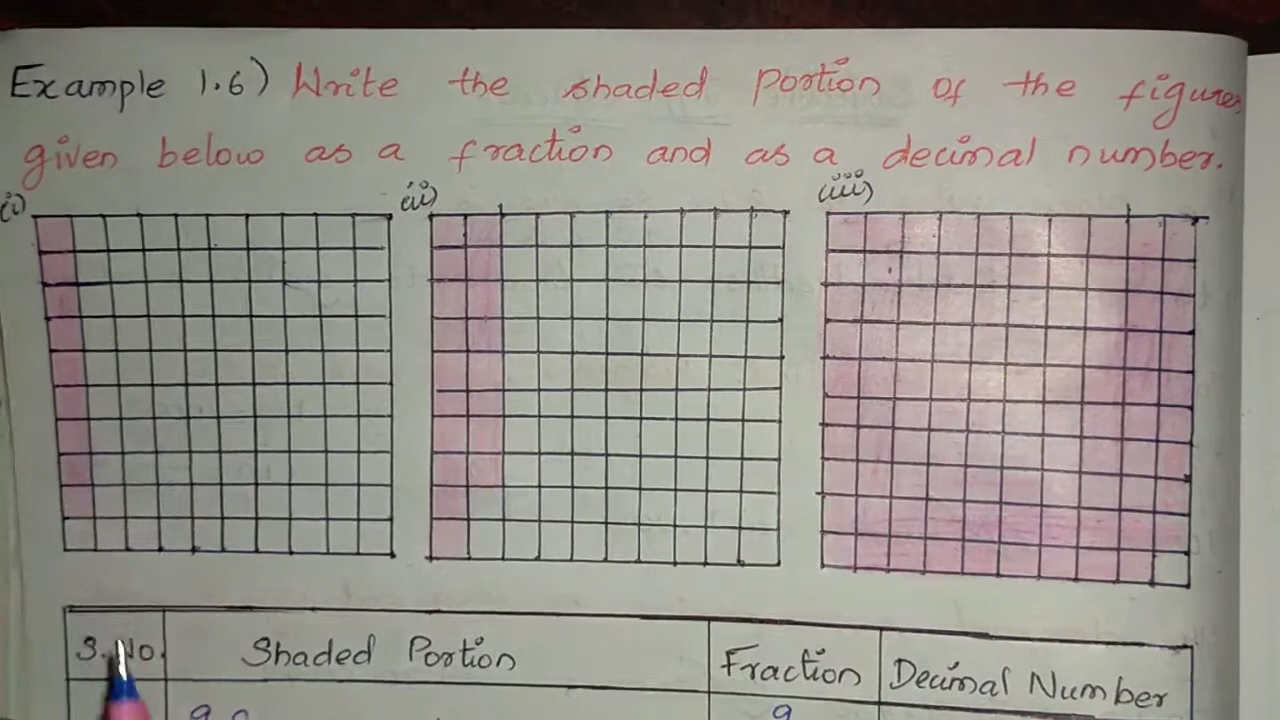 Example 1.6) Write the shaded Portion of the figures
given below as a fraction and as a decimal number.
(i) (ii) (iii)
S.No. Shaded Portion Fraction Decimal Number
9